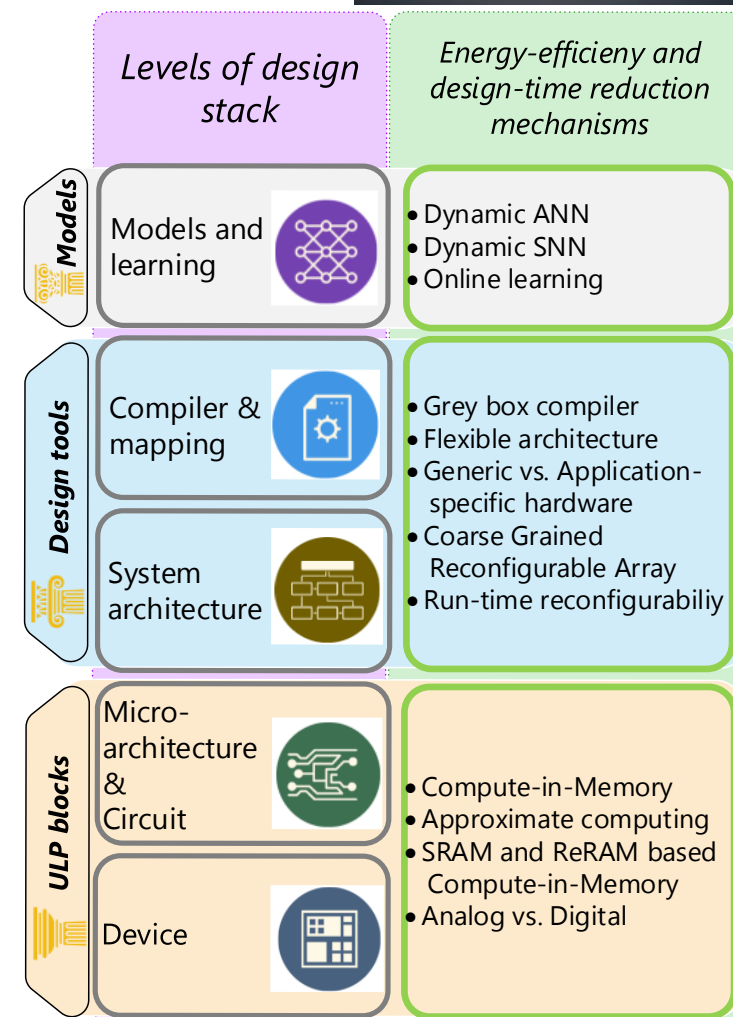 Levels of design
stack
Energy-efficieny and
design-time reduction
mechanisms
Models
Models and
learning
• Dynamic ANN
• Dynamic SNN
• Online learning
Design tools
Compiler &
mapping
System
architecture
• Grey box compiler
• Flexible architecture
• Generic vs. Application-
specific hardware
• Coarse Grained
Reconfigurable Array
• Run-time reconfigurabiliy
ULP blocks
Micro-
architecture
&
Circuit
Device
• Compute-in-Memory
• Approximate computing
• SRAM and ReRAM based
Compute-in-Memory
• Analog vs. Digital